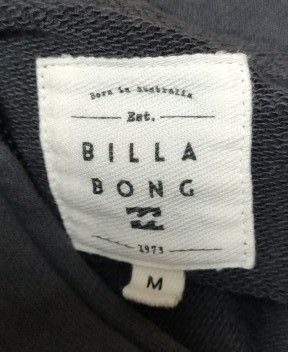 Born in australia
Est.
BILLA
BONG
1973
M